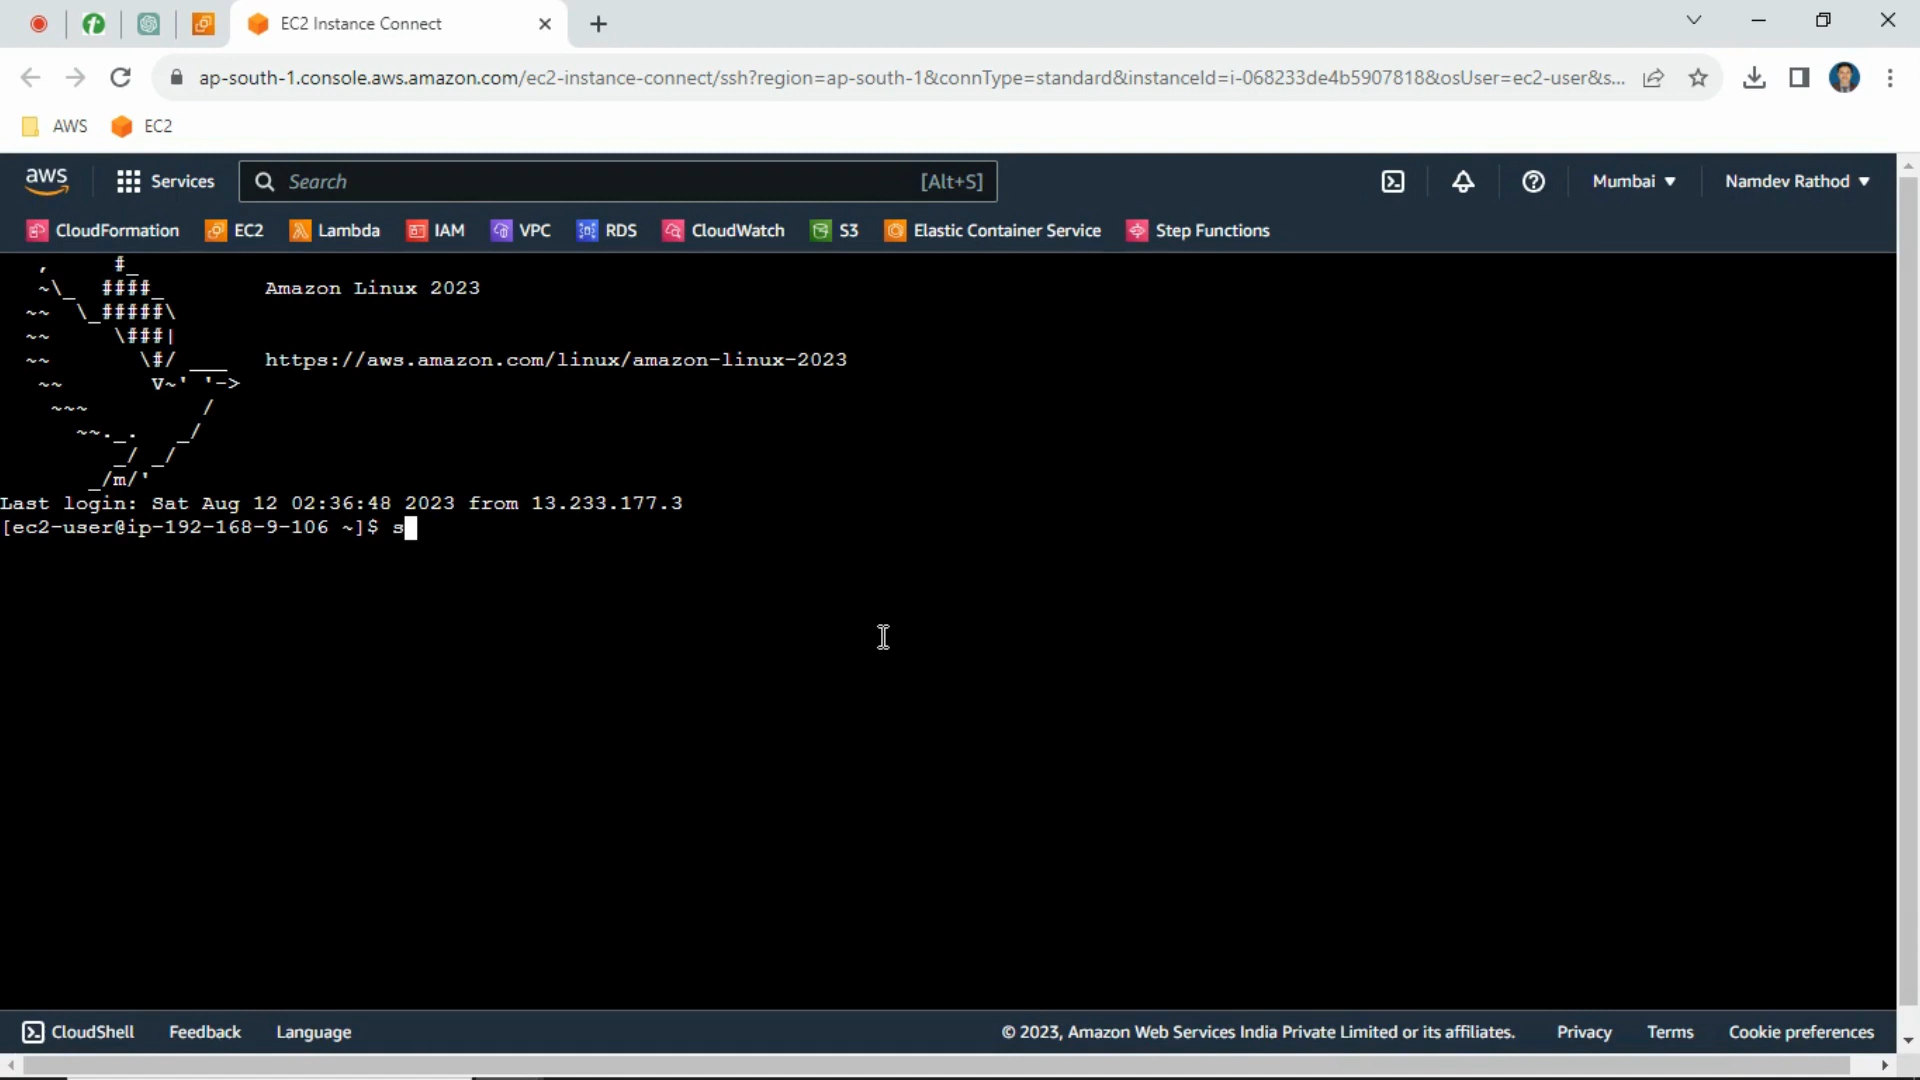 EC2 Instance Connect
ap-south-1.console.aws.amazon.com/ec2-instance-connect/ssh?region=ap-south-1&connType=standard&instanceId=i-068233de4b5907818&osUser=ec2-user&s...
AWS EC2
aws Services Search [Alt+S] Mumbai Namdev Rathod
CloudFormation EC2 Lambda IAM VPC RDS CloudWatch S3 Elastic Container Service Step Functions
   ,      #_
   ~\_  ####_        Amazon Linux 2023
  ~~  \_#####\
  ~~     \###|
  ~~       \#/ ___   https://aws.amazon.com/linux/amazon-linux-2023
   ~~       V~' '->
    ~~~         /
      ~~._.   _/
         _/ _/
       _/m/'
Last login: Sat Aug 12 02:36:48 2023 from 13.233.177.3
[ec2-user@ip-192-168-9-106 ~]$ s
CloudShell Feedback Language © 2023, Amazon Web Services India Private Limited or its affiliates. Privacy Terms Cookie preferences